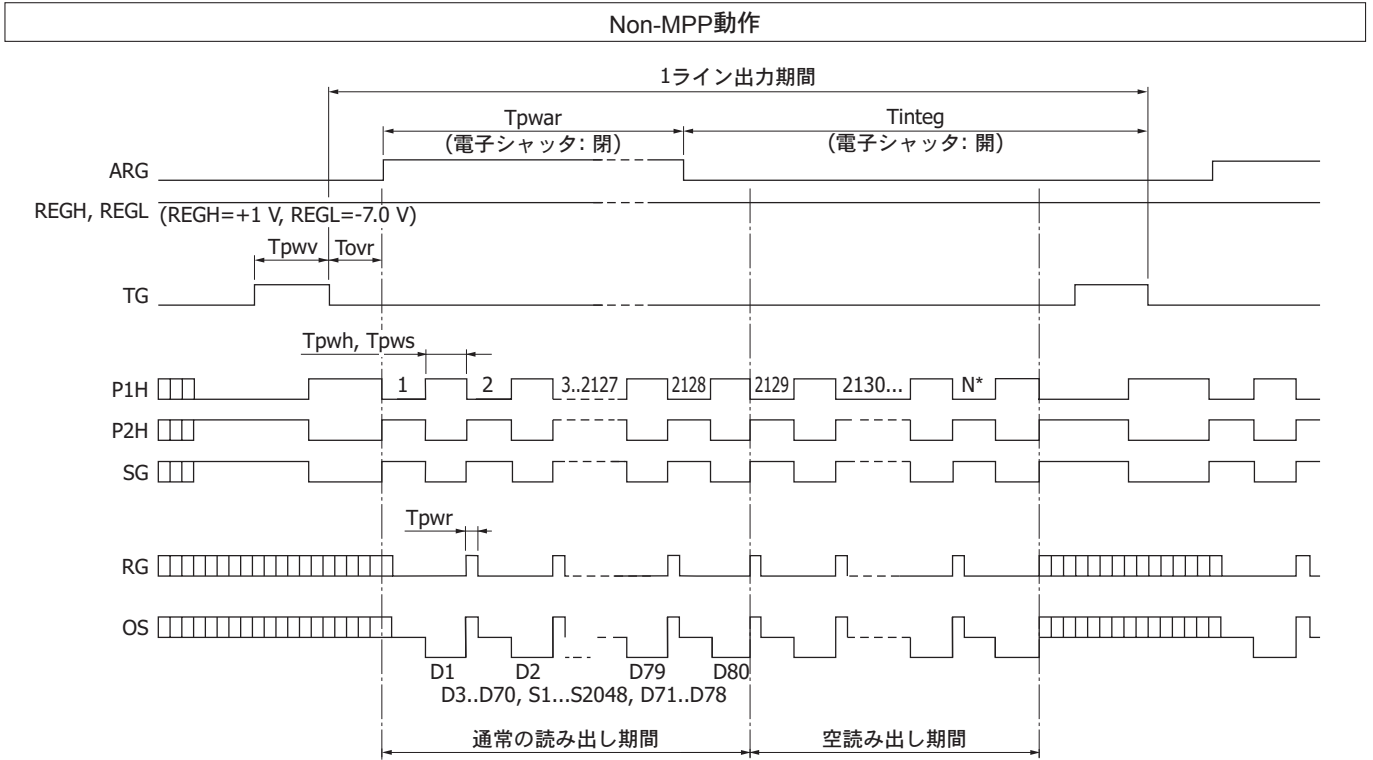 Non-MPP動作
1ライン出力期間
Tpwar
Tinteg
(電子シャッタ: 閉)
(電子シャッタ: 開)
ARG
REGH, REGL
(REGH=+1 V, REGL=-7.0 V)
Tpwv
Tovr
TG
Tpwh, Tpws
P1H
1
2
3..2127
2128
2129
2130...
N*
P2H
SG
Tpwr
RG
OS
D1
D2
D79
D80
D3..D70, S1...S2048, D71..D78
通常の読み出し期間
空読み出し期間